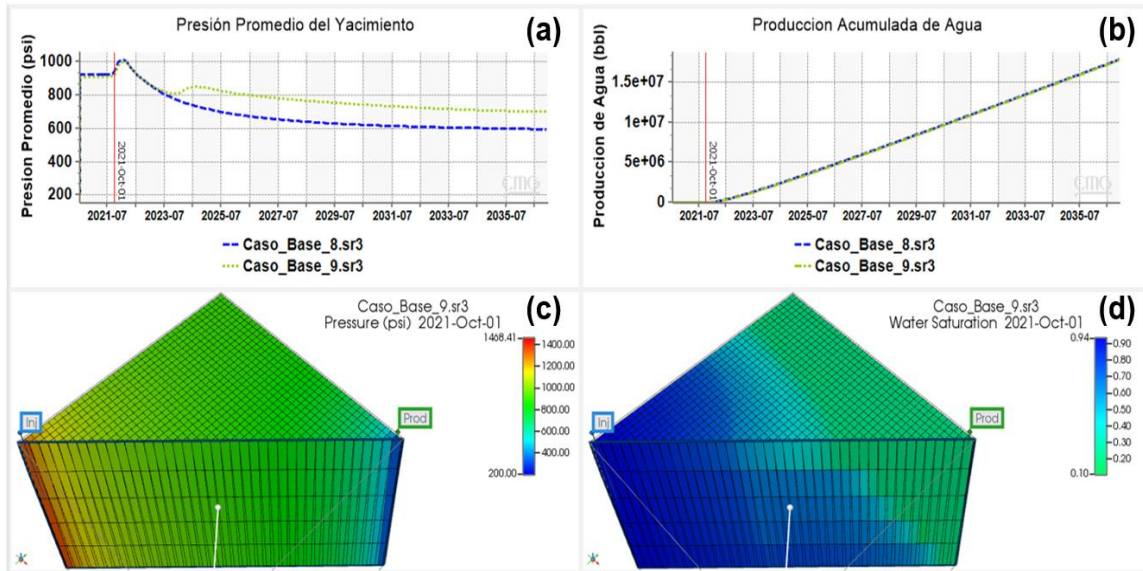 Presión Promedio del Yacimiento
(a)
Presion Promedio (psi)
1000
800
600
400
200
2021-Oct-01
CMG
2021-07 2023-07 2025-07 2027-07 2029-07 2031-07 2033-07 2035-07
Caso_Base_8.sr3
Caso_Base_9.sr3
Produccion Acumulada de Agua
(b)
Produccion de Agua (bbl)
1.5e+07
1e+07
5e+06
0
2021-Oct-01
CMG
2021-07 2023-07 2025-07 2027-07 2029-07 2031-07 2033-07 2035-07
Caso_Base_8.sr3
Caso_Base_9.sr3
Caso_Base_9.sr3
(c)
Pressure (psi) 2021-Oct-01
1468.41
1400.00
1200.00
1000.00
800.00
600.00
400.00
200.00
Inj
Prod
Caso_Base_9.sr3
(d)
Water Saturation 2021-Oct-01
0.94
0.90
0.80
0.70
0.60
0.50
0.40
0.30
0.20
0.10
Inj
Prod